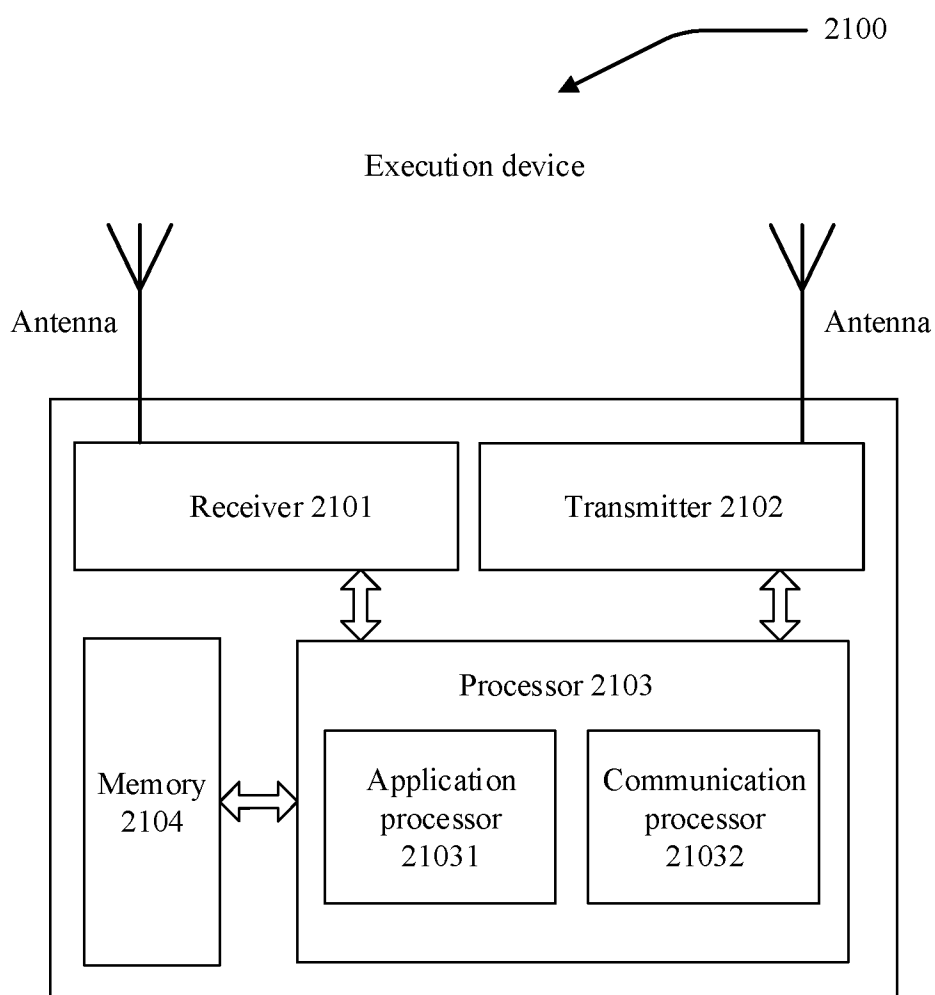 2100
Execution device
Antenna
Antenna
Receiver 2101
Transmitter 2102
Processor 2103
Memory
2104
Application
processor
21031
Communication
processor
21032